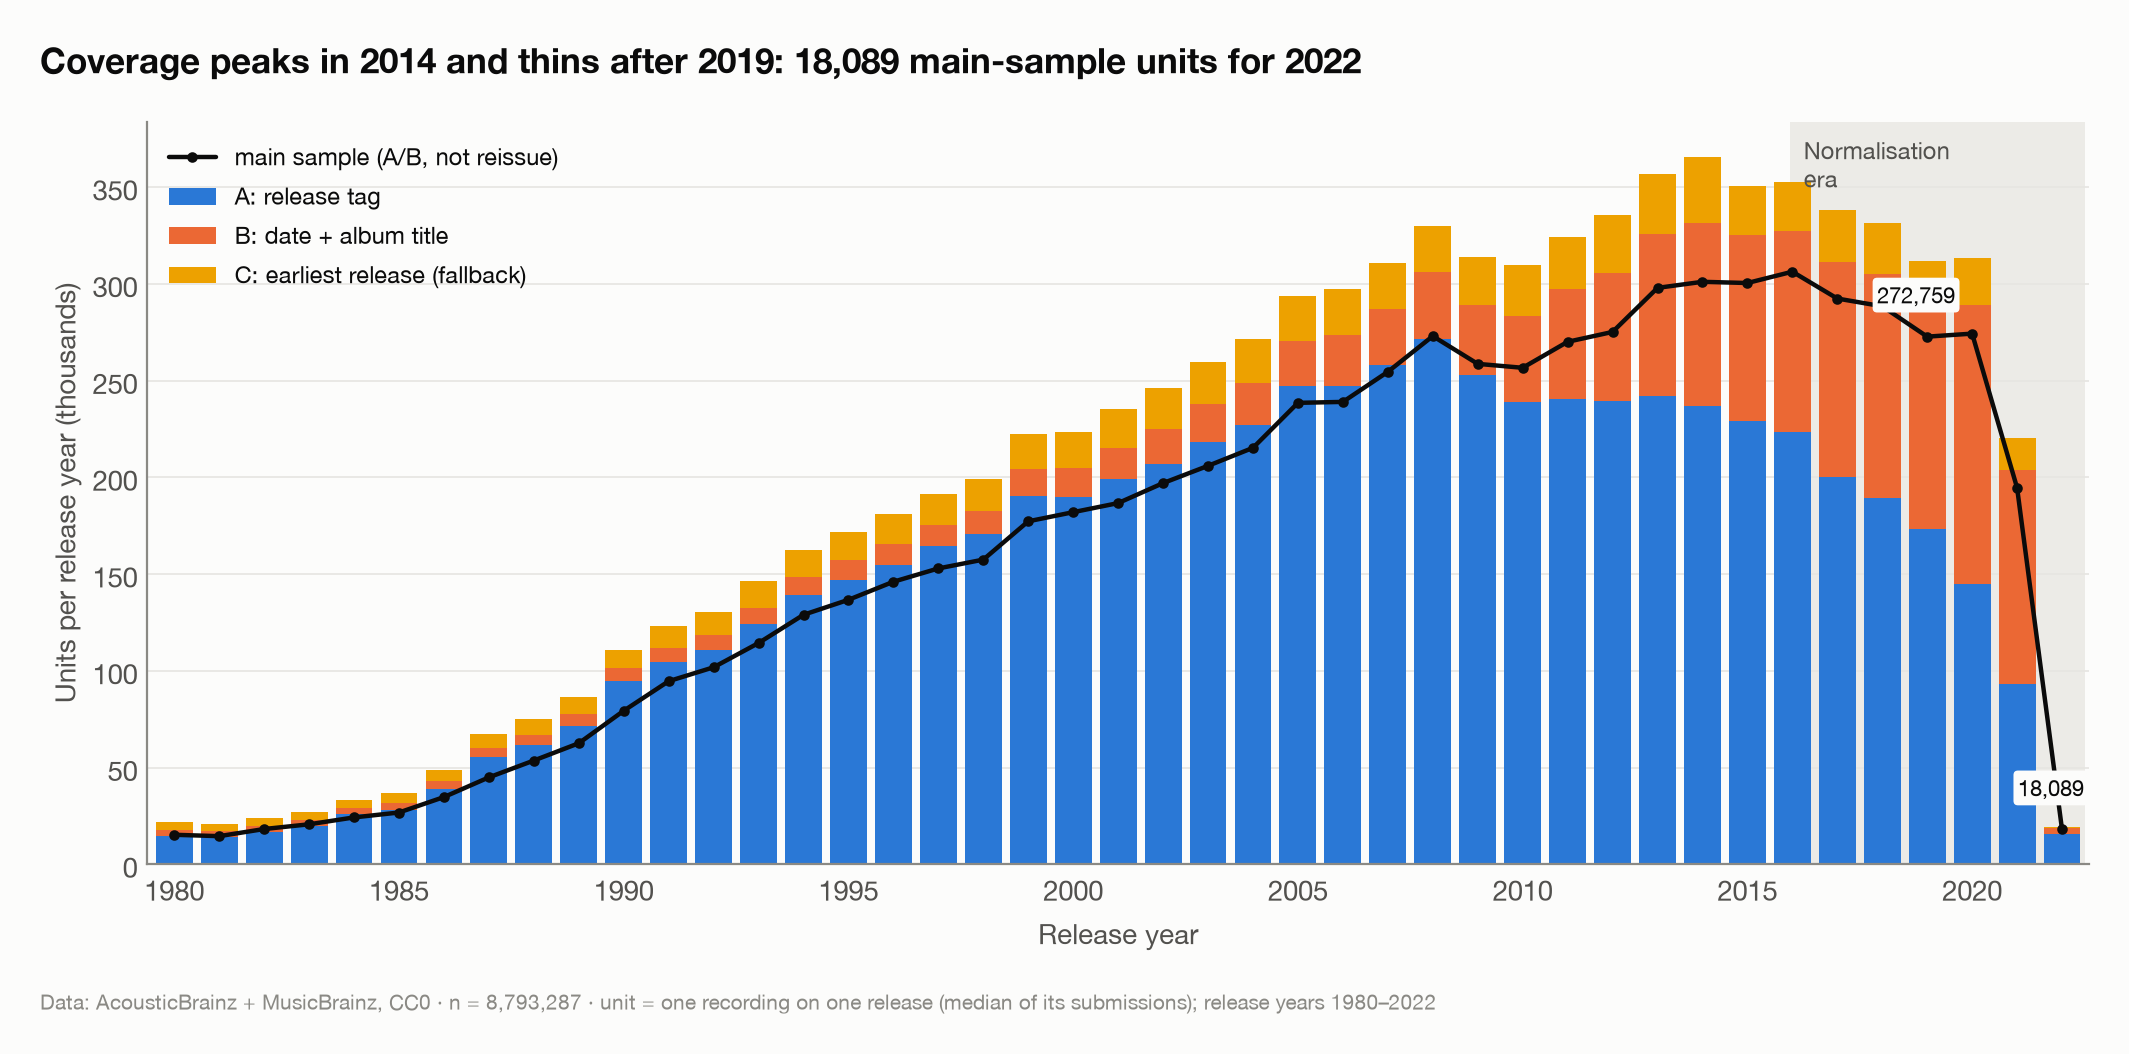 Coverage peaks in 2014 and thins after 2019: 18,089 main-sample units for 2022
main sample (A/B, not reissue)
A: release tag
B: date + album title
C: earliest release (fallback)
Normalisation
era
272,759
18,089
Units per release year (thousands)
350
300
250
200
150
100
50
0
1980
1985
1990
1995
2000
2005
2010
2015
2020
Release year
Data: AcousticBrainz + MusicBrainz, CC0 · n = 8,793,287 · unit = one recording on one release (median of its submissions); release years 1980–2022